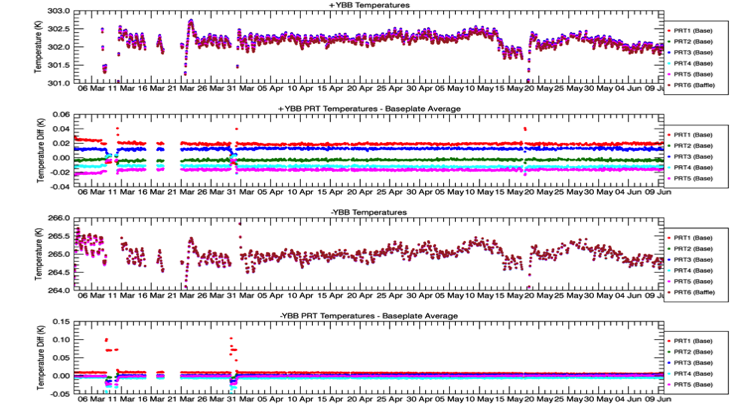 +YBB Temperatures
303.0
302.5
302.0
301.5
301.0
Temperature (K)
06 Mar 11 Mar 16 Mar 21 Mar 26 Mar 31 Mar 05 Apr 10 Apr 15 Apr 20 Apr 25 Apr 30 Apr 05 May 10 May 15 May 20 May 25 May 30 May 04 Jun 09 Jun
PRT2 (Base)
PRT2 (Base)
PRT3 (Base)
PRT4 (Base)
PRT5 (Base)
PRT6 (Baffle)
+YBB PRT Temperatures - Baseplate Average
0.06
0.04
0.02
0.00
-0.02
-0.04
Temperature Diff (K)
06 Mar 11 Mar 16 Mar 21 Mar 26 Mar 31 Mar 05 Apr 10 Apr 15 Apr 20 Apr 25 Apr 30 Apr 05 May 10 May 15 May 20 May 25 May 30 May 04 Jun 09 Jun
PRT1 (Base)
PRT2 (Base)
PRT3 (Base)
PRT4 (Base)
PRT5 (Base)
-YBB Temperatures
266.0
265.5
265.0
264.5
264.0
Temperature (K)
06 Mar 11 Mar 16 Mar 21 Mar 26 Mar 31 Mar 05 Apr 10 Apr 15 Apr 20 Apr 25 Apr 30 Apr 05 May 10 May 15 May 20 May 25 May 30 May 04 Jun 09 Jun
PRT1 (Base)
PRT2 (Base)
PRT3 (Base)
PRT4 (Base)
PRT5 (Base)
PRT6 (Baffle)
-YBB PRT Temperatures - Baseplate Average
0.15
0.10
0.05
0.00
-0.05
Temperature Diff (K)
06 Mar 11 Mar 16 Mar 21 Mar 26 Mar 31 Mar 05 Apr 10 Apr 15 Apr 20 Apr 25 Apr 30 Apr 05 May 10 May 15 May 20 May 25 May 30 May 04 Jun 09 Jun
PRT1 (Base)
PRT2 (Base)
PRT3 (Base)
PRT4 (Base)
PRT5 (Base)